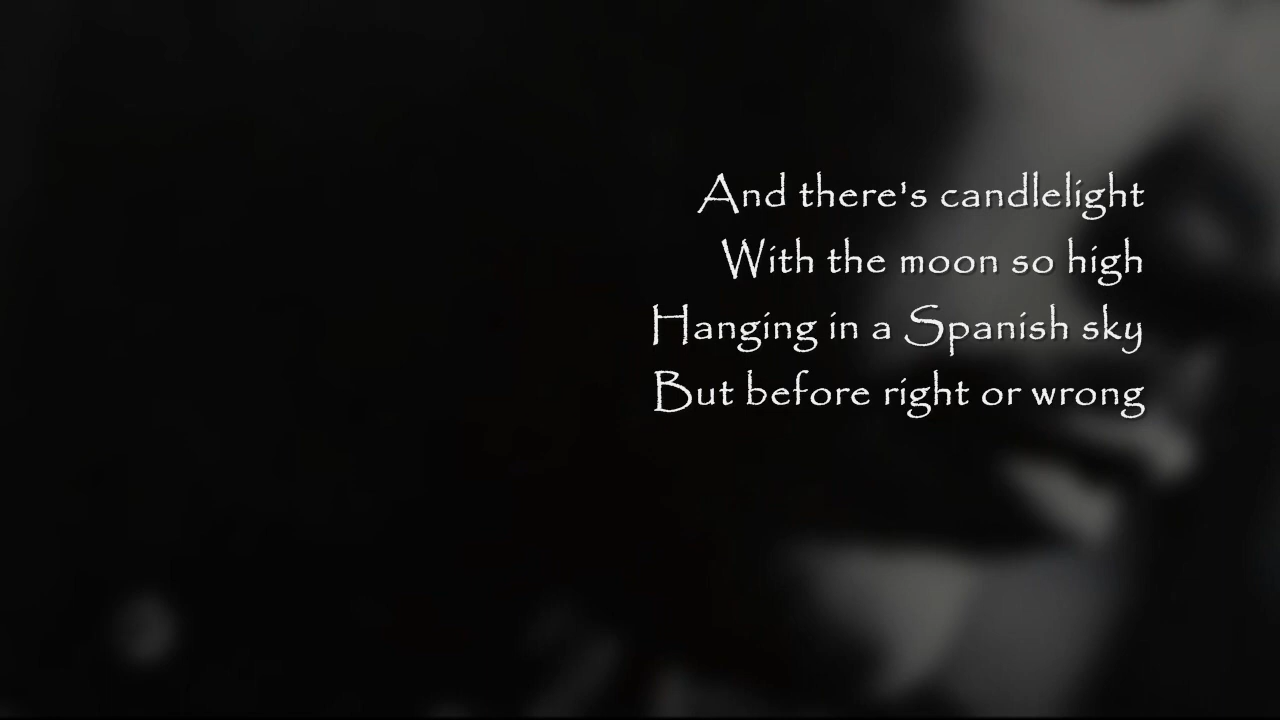 And there's candlelight
With the moon so high
Hanging in a Spanish sky
But before right or wrong